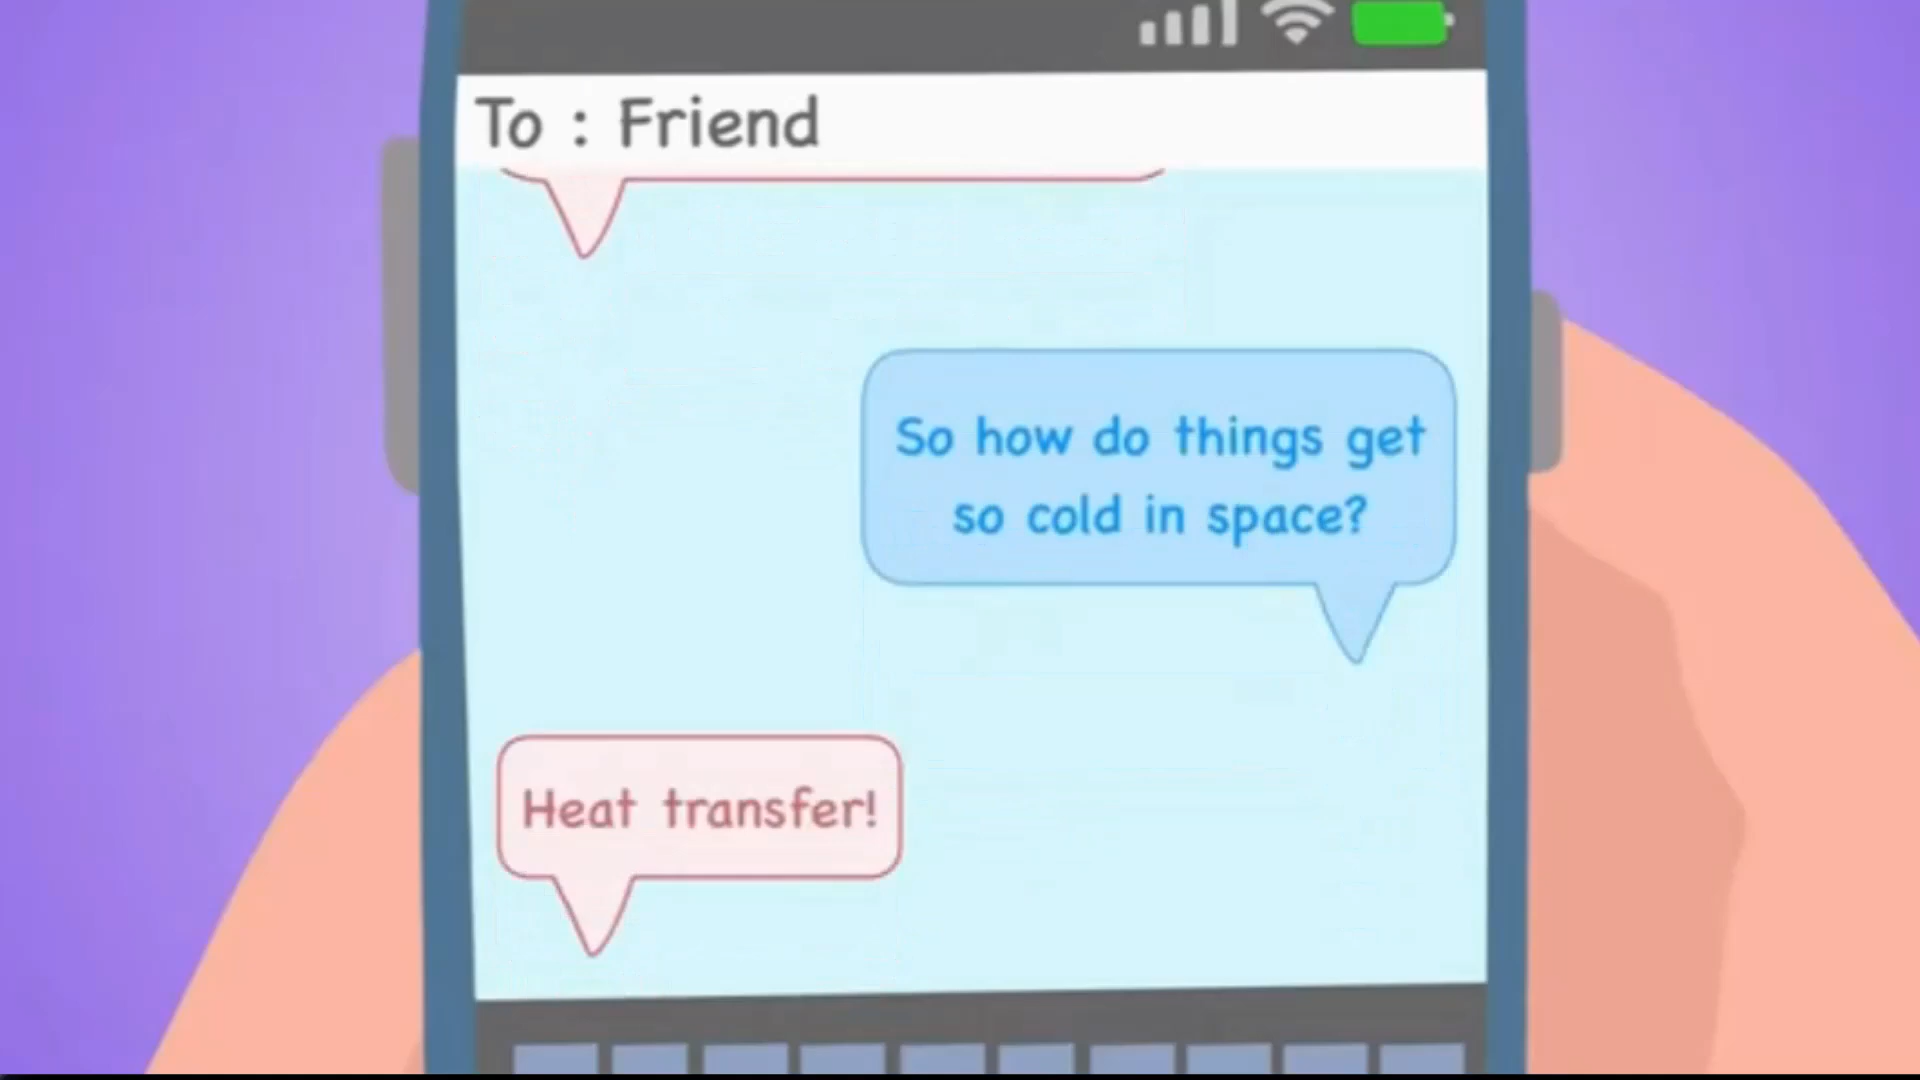 To : Friend
So how do things get
so cold in space?
Heat transfer!